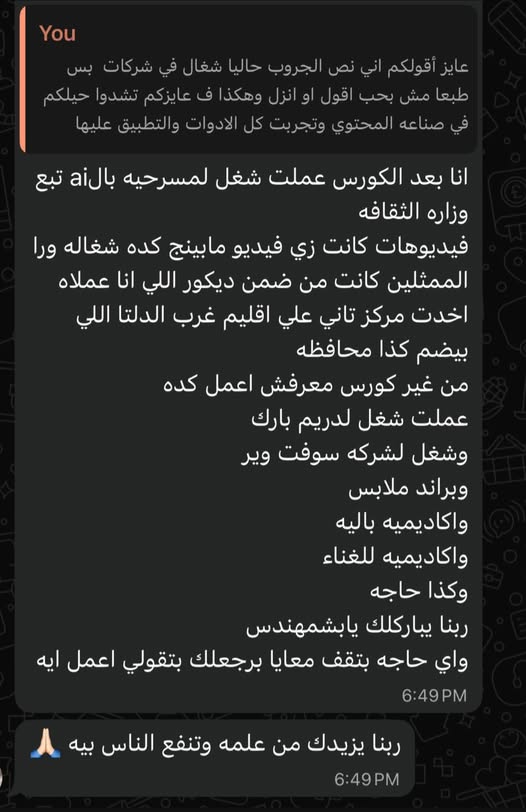 You
عايز أقولكم اني نص الجروب حاليا شغال في شركات بس
طبعا مش بحب اقول او انزل وهكذا ف عايزكم تشدوا حيلكم
في صناعه المحتوي وتجربت كل الادوات والتطبيق عليها
انا بعد الكورس عملت شغل لمسرحيه بالai تبع
وزاره الثقافه
فيديوهات كانت زي فيديو مابينج كده شغاله ورا
الممثلين كانت من ضمن ديكور اللي انا عملاه
اخدت مركز تاني علي اقليم غرب الدلتا اللي
بيضم كذا محافظه
من غير كورس معرفش اعمل كده
عملت شغل لدريم بارك
وشغل لشركه سوفت وير
وبراند ملابس
واكاديميه باليه
واكاديميه للغناء
وكذا حاجه
ربنا يباركلك يابشمهندس
واي حاجه بتقف معايا برجعلك بتقولي اعمل ايه
6:49 PM
ربنا يزيدك من علمه وتنفع الناس بيه 🙏🏻
6:49 PM